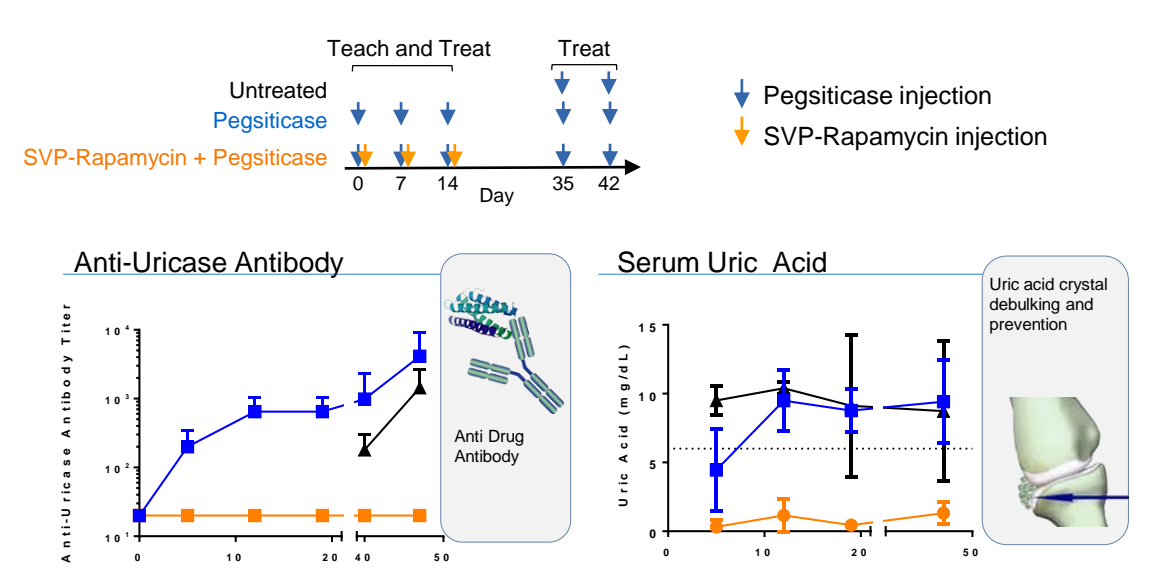 Teach and Treat
Treat
Untreated
Pegsiticase
SVP-Rapamycin + Pegsiticase
0 7 14 35 42
Day
Pegsiticase injection
SVP-Rapamycin injection
Anti-Uricase Antibody
Anti-Uricase Antibody Titer
10⁴
10³
10²
10¹
0 10 20 40 50
Anti Drug
Antibody
Serum Uric Acid
Uric Acid (mg/dL)
15
10
5
0
0 10 20 50
Uric acid crystal
debulking and
prevention